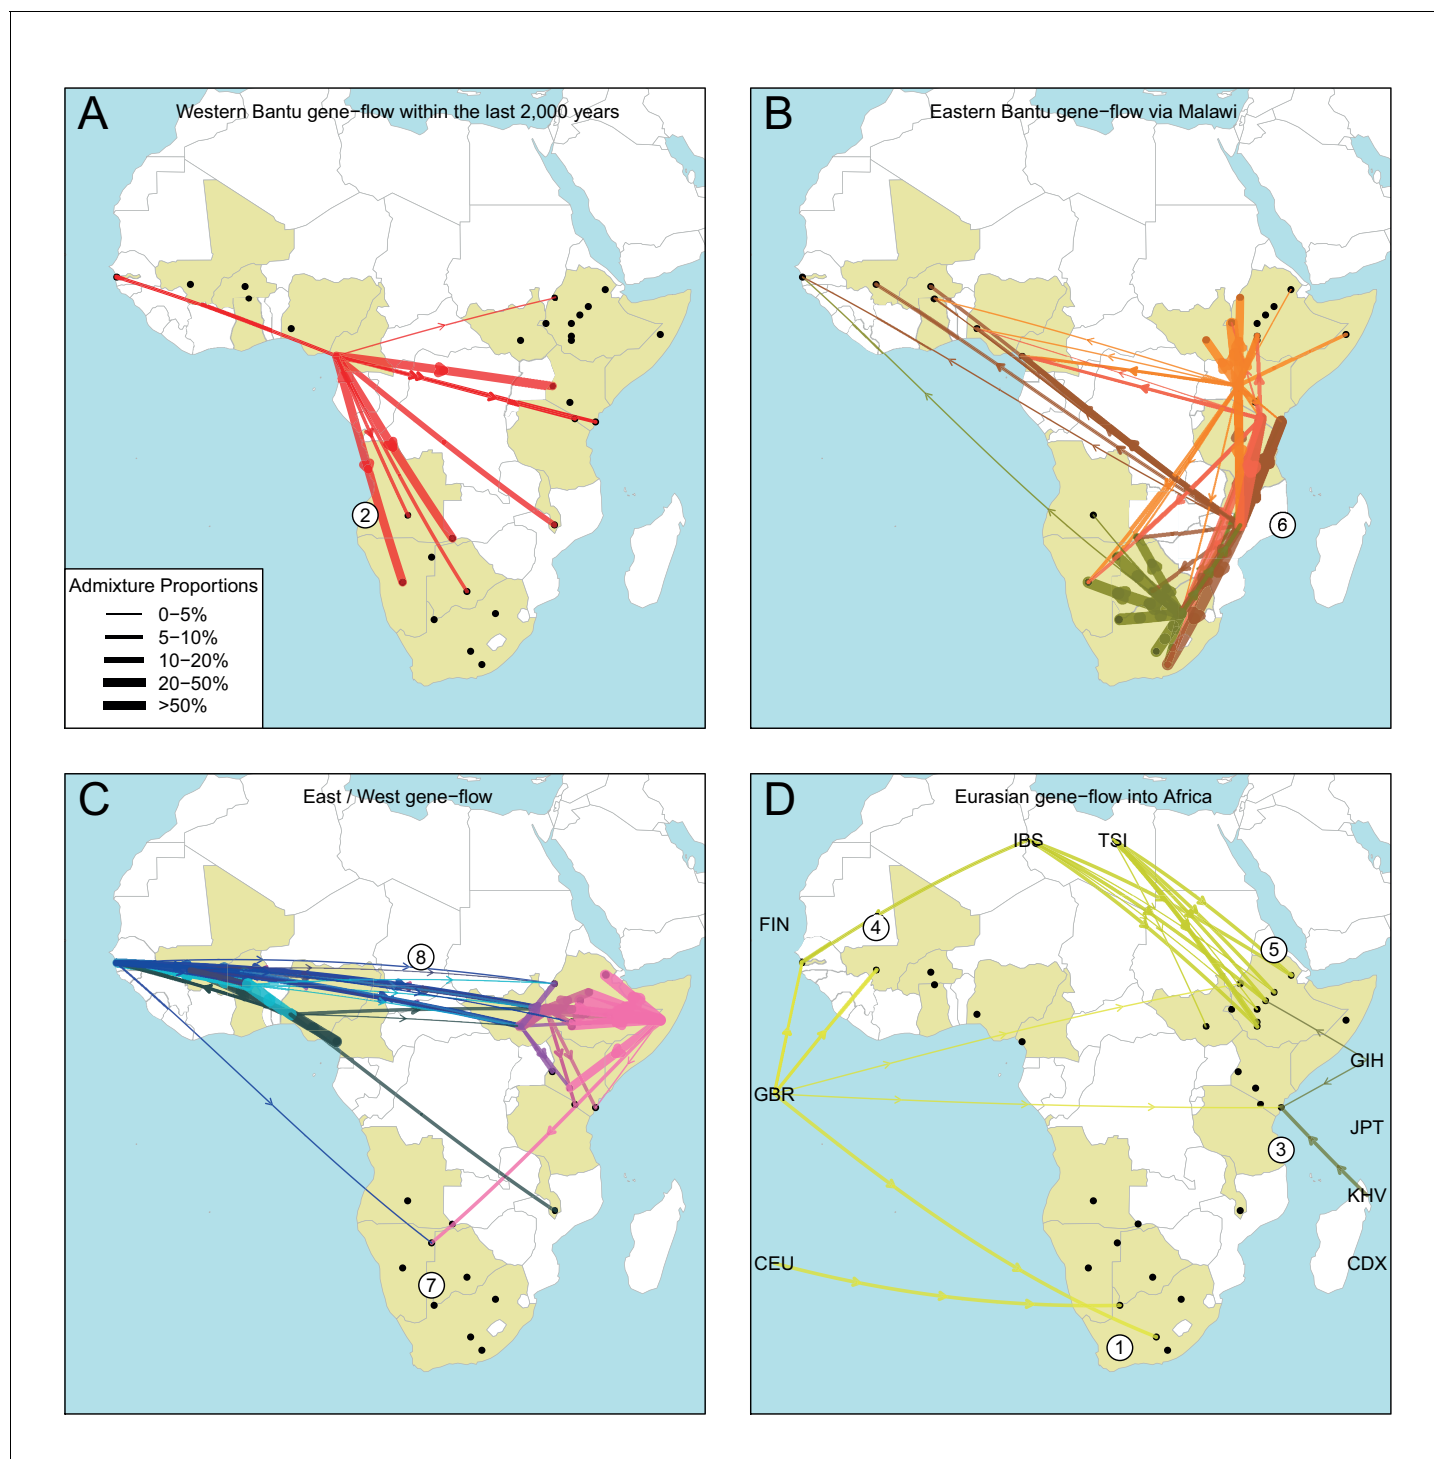 A
Western Bantu gene−flow within the last 2,000 years
2
Admixture Proportions
0−5%
5−10%
10−20%
20−50%
>50%
B
Eastern Bantu gene−flow via Malawi
6
C
East / West gene−flow
8
7
D
Eurasian gene−flow into Africa
IBS
TSI
FIN
4
5
GIH
GBR
JPT
3
KHV
CEU
CDX
1